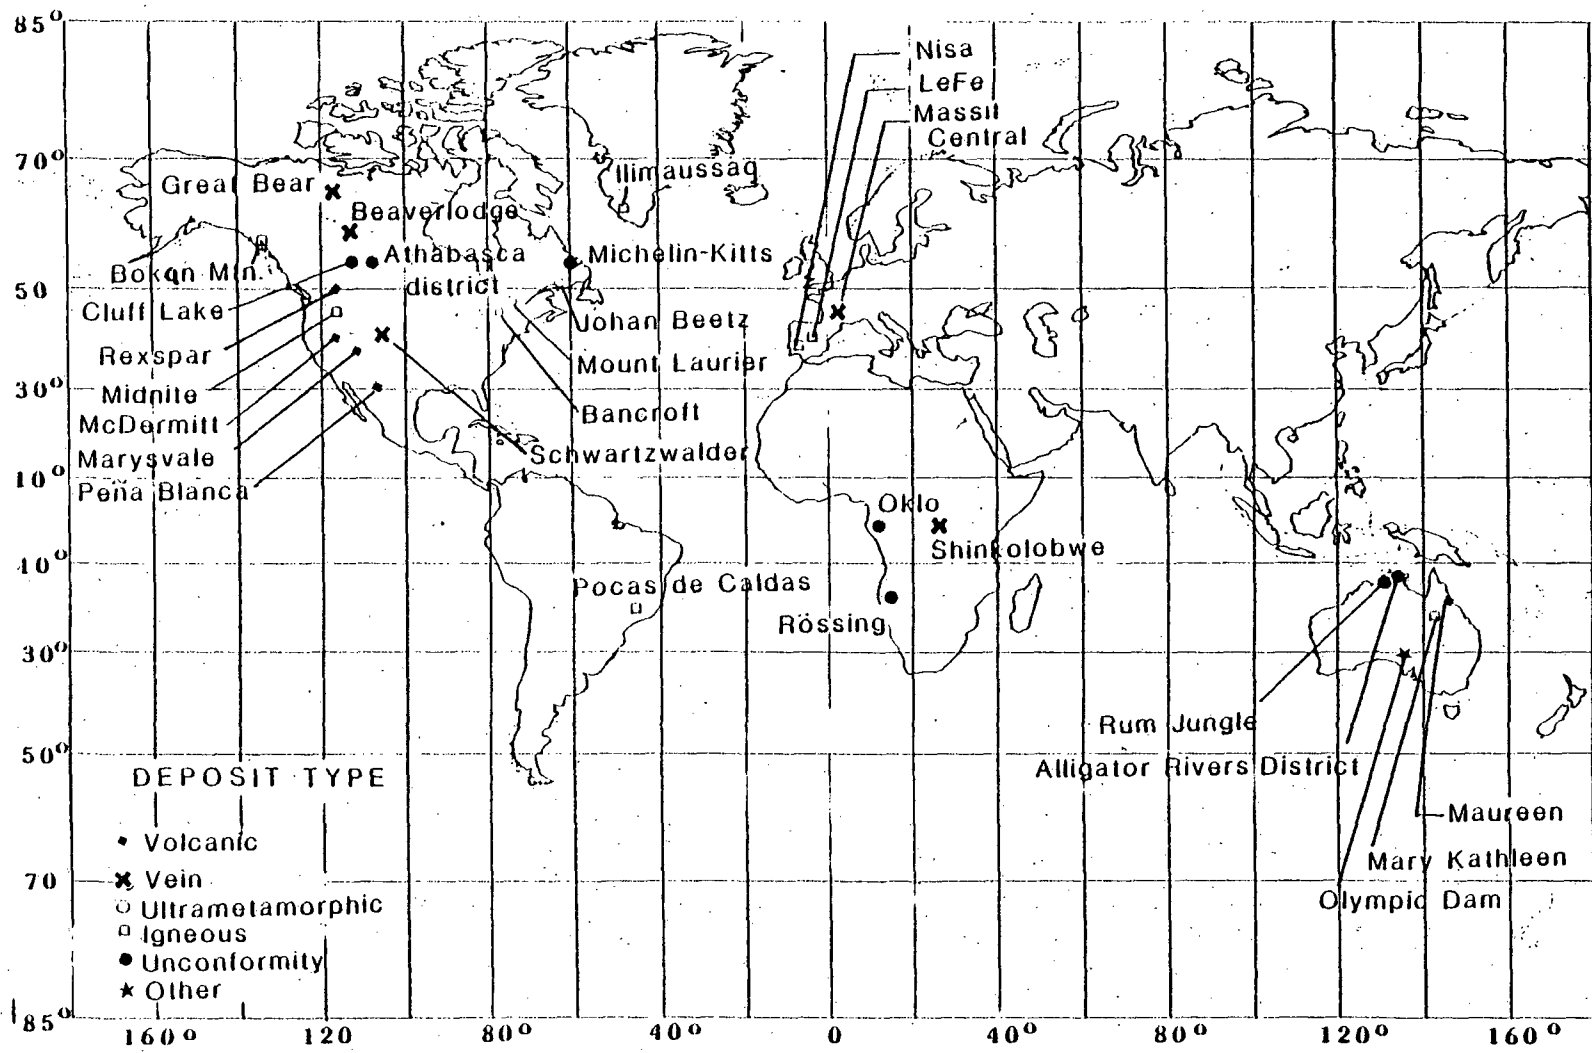 85°
Nisa
LeFe
Massif
Central
70°
Great Bear
Ilimaussaq
Beaverlodge
Athabasca
district
Michelin-Kitts
Bokan Mtn.
50
Cluff Lake
Johan Beetz
Rexspar
Mount Laurier
Midnite
30°
McDermitt
Bancroft
Marysvale
Schwartzwalder
10°
Peña Blanca
Oklo
Shinkolobwe
10°
Pocas de Caldas
Rössing
30°
Rum Jungle
50°
Alligator Rivers District
DEPOSIT TYPE
Maureen
Volcanic
Mary Kathleen
70
Vein
Olympic Dam
Ultrametamorphic
Igneous
Unconformity
Other
85°
160° 120° 80° 40° 0 40° 80° 120° 160°